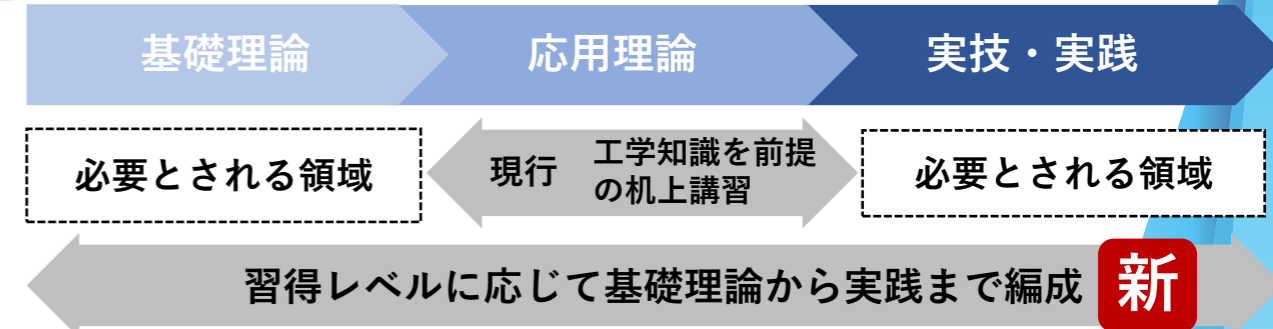 基礎理論
応用理論
実技・実践
必要とされる領域
現行
工学知識を前提
の机上講習
必要とされる領域
習得レベルに応じて基礎理論から実践まで編成
新